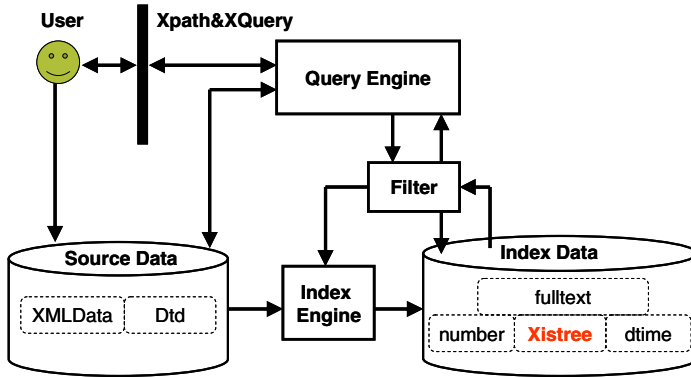 User
Xpath&XQuery
Query Engine
Filter
Source Data
XMLData
Dtd
Index
Engine
Index Data
fulltext
number
Xistree
dtime